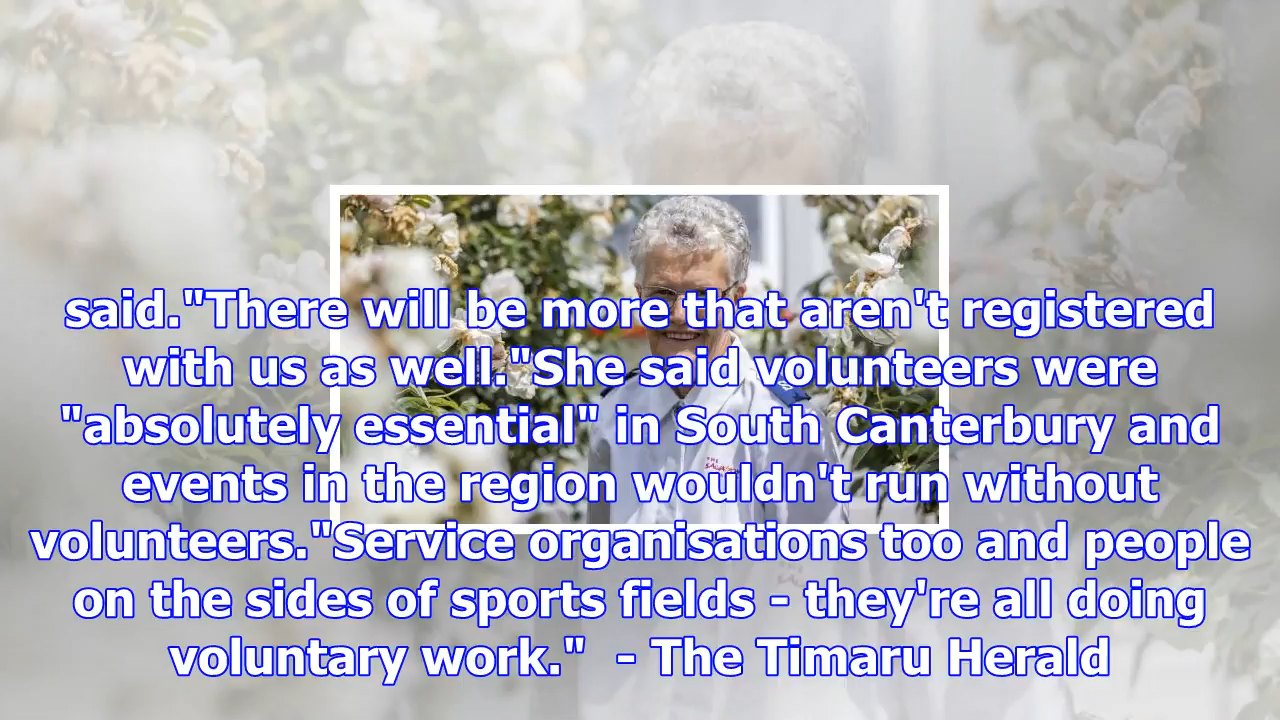 said."There will be more that aren't registered
with us as well."She said volunteers were
"absolutely essential" in South Canterbury and
events in the region wouldn't run without
volunteers."Service organisations too and people
on the sides of sports fields - they're all doing
voluntary work."  - The Timaru Herald
THE